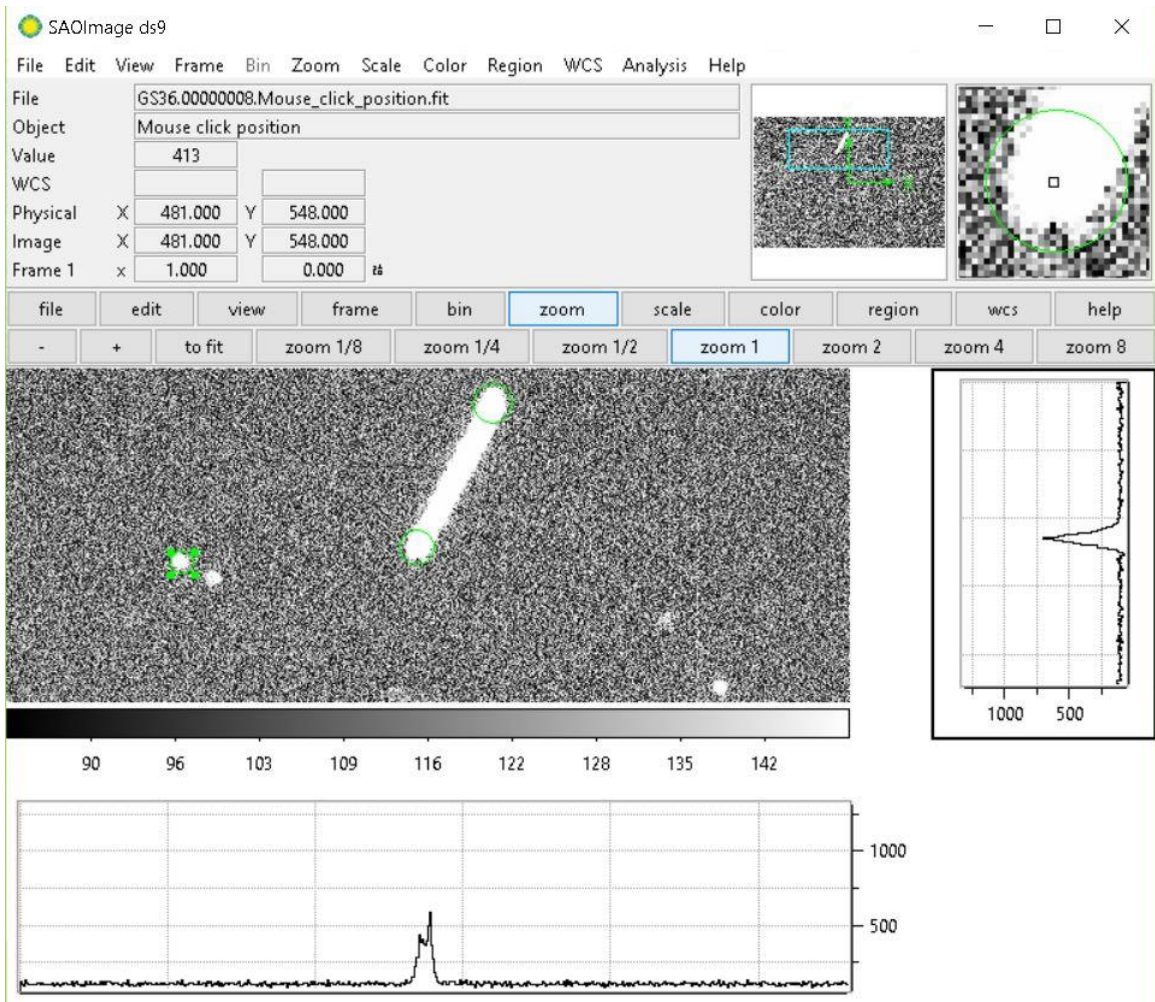 SAOImage ds9
File Edit View Frame Bin Zoom Scale Color Region WCS Analysis Help
File GS36.00000008.Mouse_click_position.fit
Object Mouse click position
Value 413
WCS
Physical X 481.000 Y 548.000
Image X 481.000 Y 548.000
Frame 1 x 1.000 0.000
file edit view frame bin zoom scale color region wcs help
- + to fit zoom 1/8 zoom 1/4 zoom 1/2 zoom 1 zoom 2 zoom 4 zoom 8
1000 500
90 96 103 109 116 122 128 135 142
1000
500